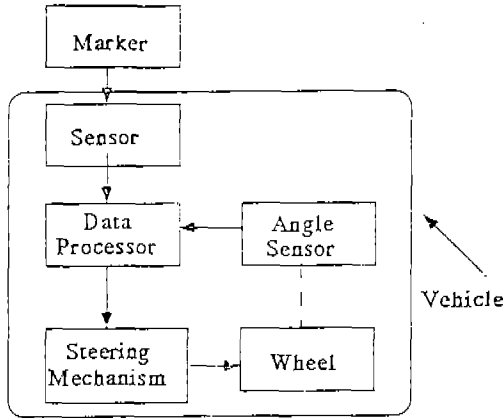 Marker
Sensor
Data
Processor
Angle
Sensor
Vehicle
Steering
Mechanism
Wheel